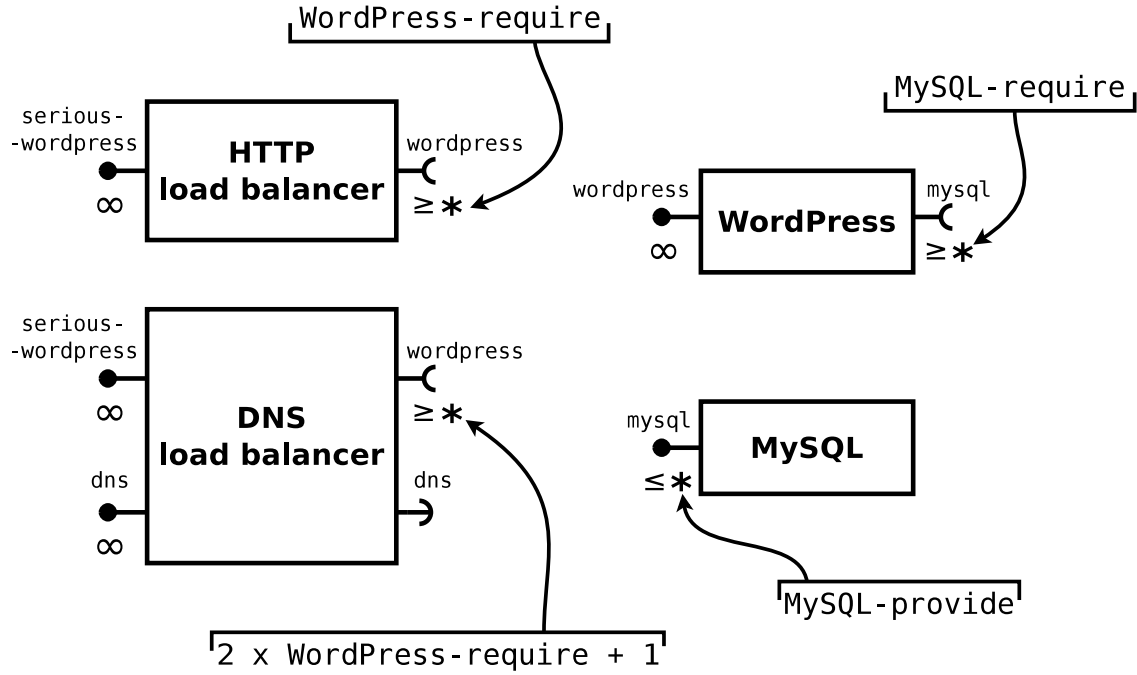 WordPress-require
serious-
-wordpress
∞
HTTP
load balancer
wordpress
≥ *
MySQL-require
wordpress
∞
WordPress
mysql
≥ *
serious-
-wordpress
∞
dns
∞
DNS
load balancer
wordpress
≥ *
dns
mysql
≤ *
MySQL
MySQL-provide
2 x WordPress-require + 1